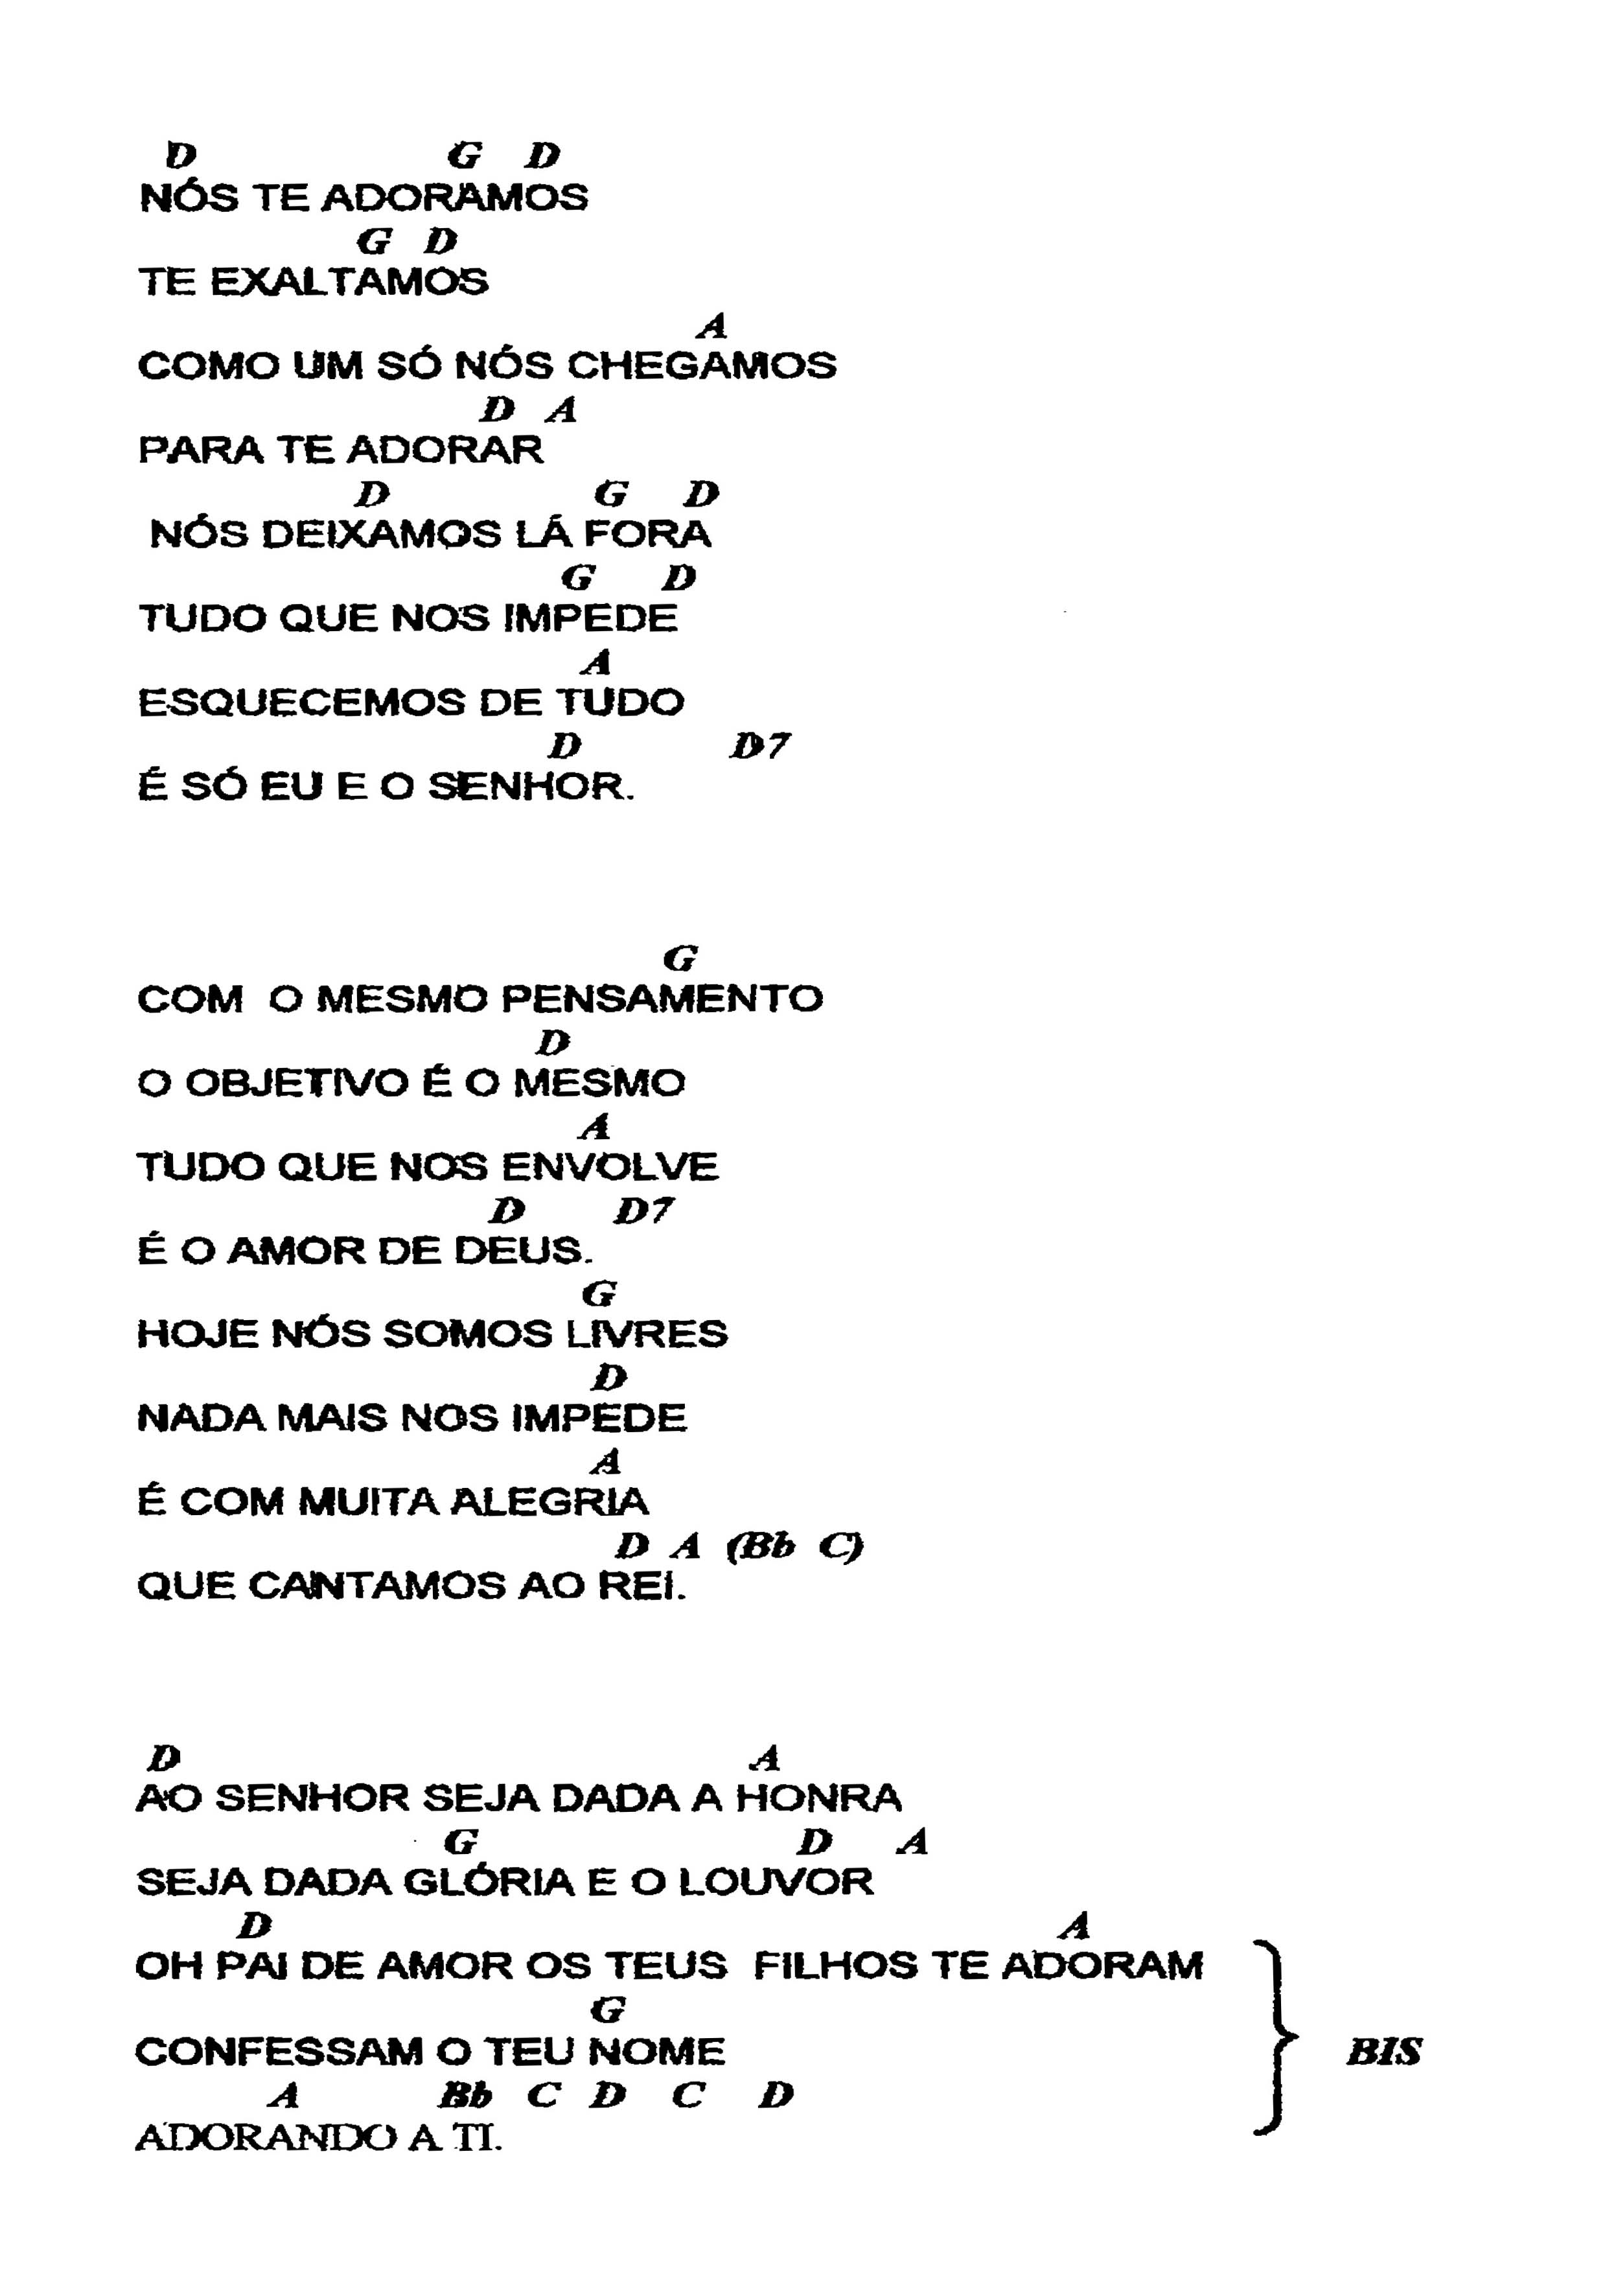 D G D
NÓS TE ADORAMOS
G D
TE EXALTAMOS
A
COMO UM SÓ NÓS CHEGAMOS
D A
PARA TE ADORAR
D G D
NÓS DEIXAMOS LÁ FORA
G D
TUDO QUE NOS IMPEDE
A
ESQUECEMOS DE TUDO
D D7
É SÓ EU E O SENHOR.
G
COM O MESMO PENSAMENTO
D
O OBJETIVO É O MESMO
A
TUDO QUE NOS ENVOLVE
D D7
É O AMOR DE DEUS.
G
HOJE NÓS SOMOS LIVRES
D
NADA MAIS NOS IMPEDE
A
É COM MUITA ALEGRIA
D A (Bb C)
QUE CANTAMOS AO REI.
D A
AO SENHOR SEJA DADA A HONRA
G D A
SEJA DADA GLÓRIA E O LOUVOR
D A
OH PAI DE AMOR OS TEUS FILHOS TE ADORAM
G
CONFESSAM O TEU NOME BIS
A Bb C D C D
ADORANDO A TI.